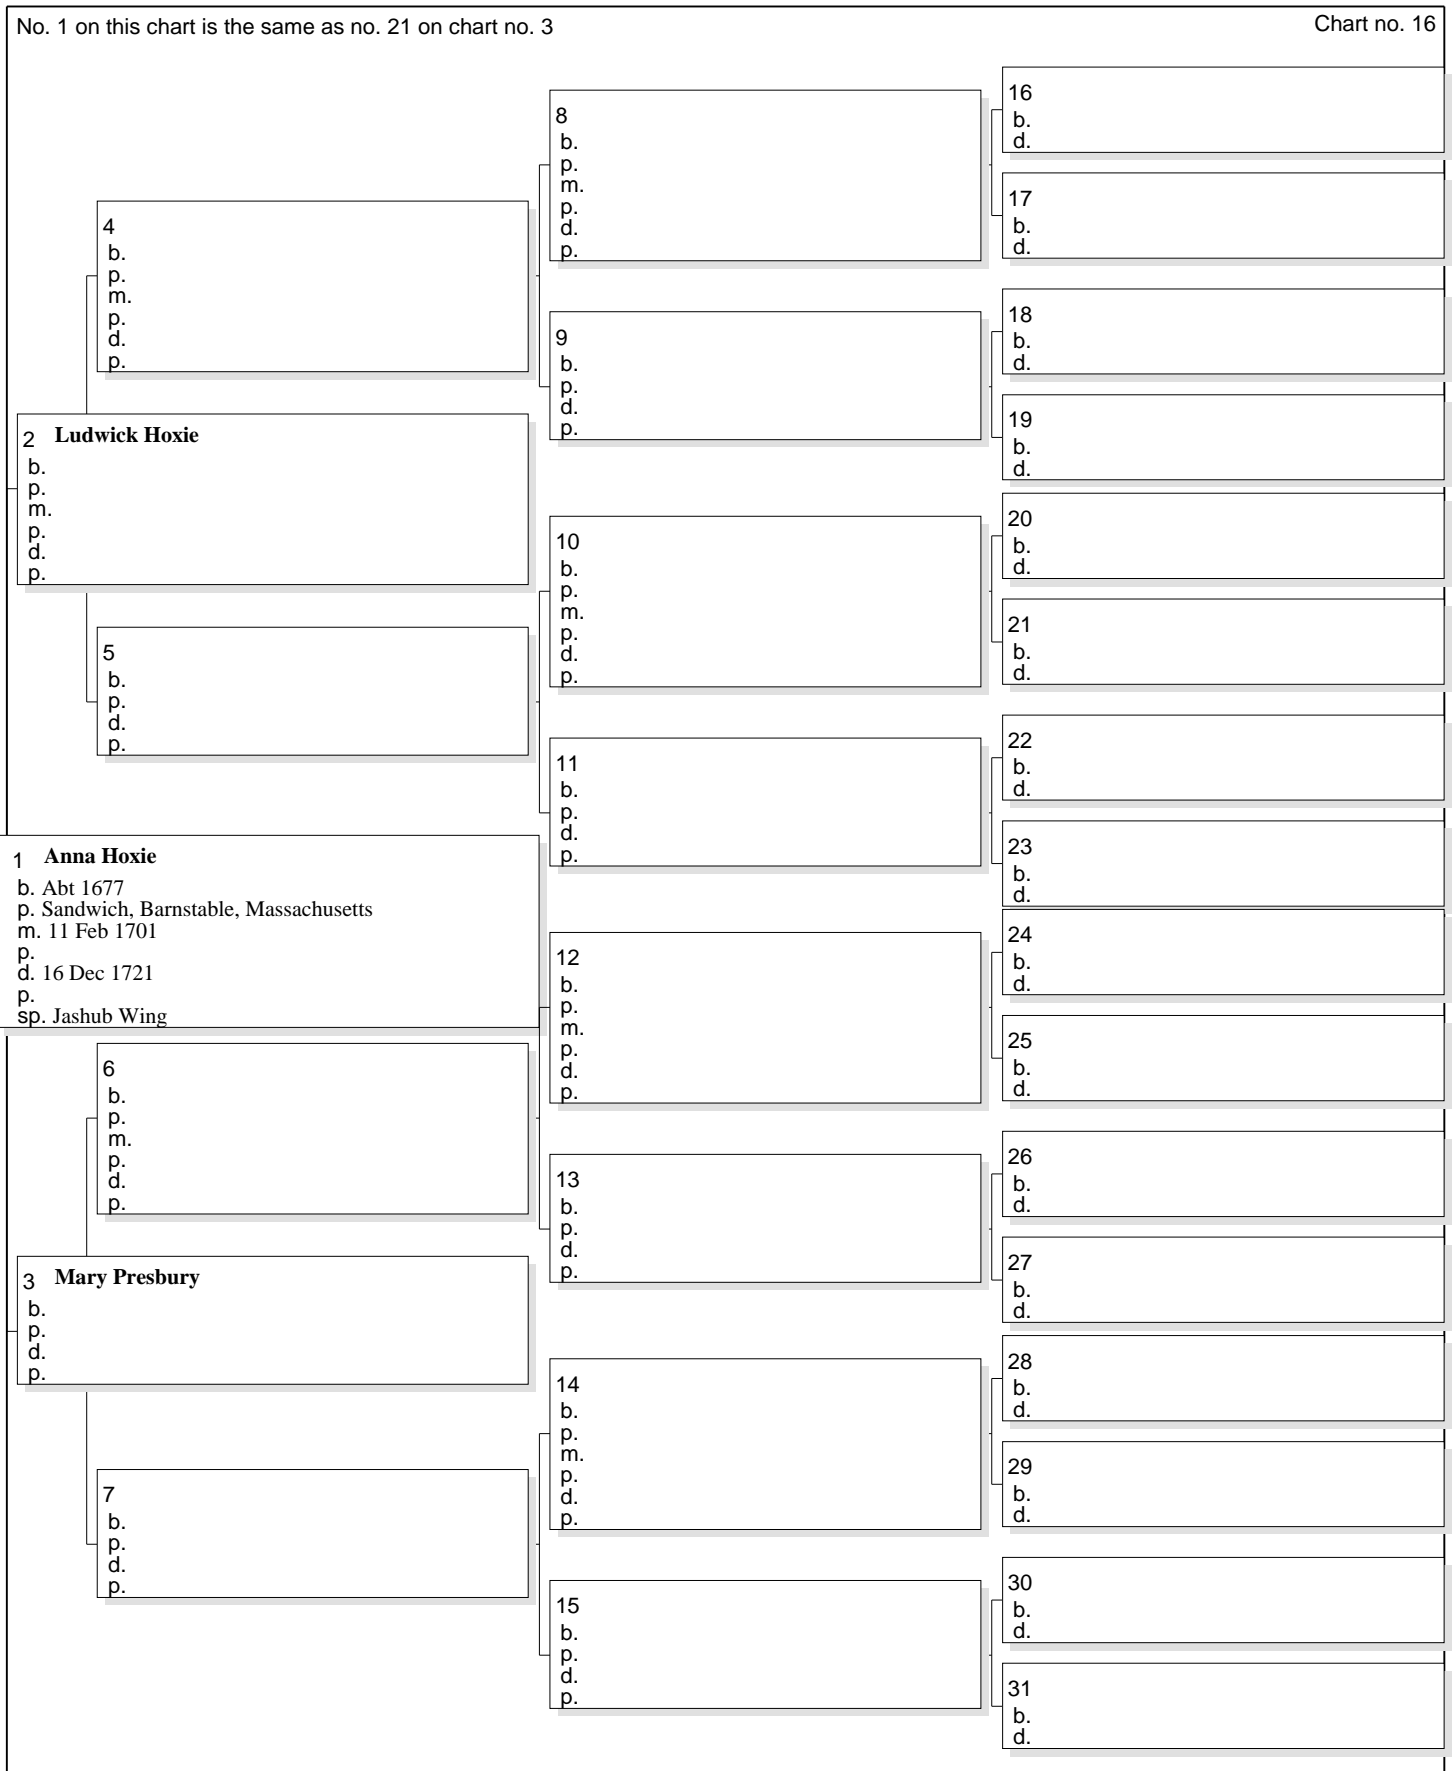 No. 1 on this chart is the same as no. 21 on chart no. 3
Chart no. 16
16
b.
d.
8
b.
p.
m.
p.
d.
p.
17
b.
d.
4
b.
p.
m.
p.
d.
p.
18
b.
d.
9
b.
p.
d.
p.
19
b.
d.
2 Ludwick Hoxie
b.
p.
m.
p.
d.
p.
20
b.
d.
10
b.
p.
m.
p.
d.
p.
21
b.
d.
5
b.
p.
d.
p.
22
b.
d.
11
b.
p.
d.
p.
23
b.
d.
1 Anna Hoxie
b. Abt 1677
p. Sandwich, Barnstable, Massachusetts
m. 11 Feb 1701
p.
d. 16 Dec 1721
p.
sp. Jashub Wing
24
b.
d.
12
b.
p.
m.
p.
d.
p.
25
b.
d.
6
b.
p.
m.
p.
d.
p.
26
b.
d.
13
b.
p.
d.
p.
27
b.
d.
3 Mary Presbury
b.
p.
d.
p.
28
b.
d.
14
b.
p.
m.
p.
d.
p.
29
b.
d.
7
b.
p.
d.
p.
30
b.
d.
15
b.
p.
d.
p.
31
b.
d.